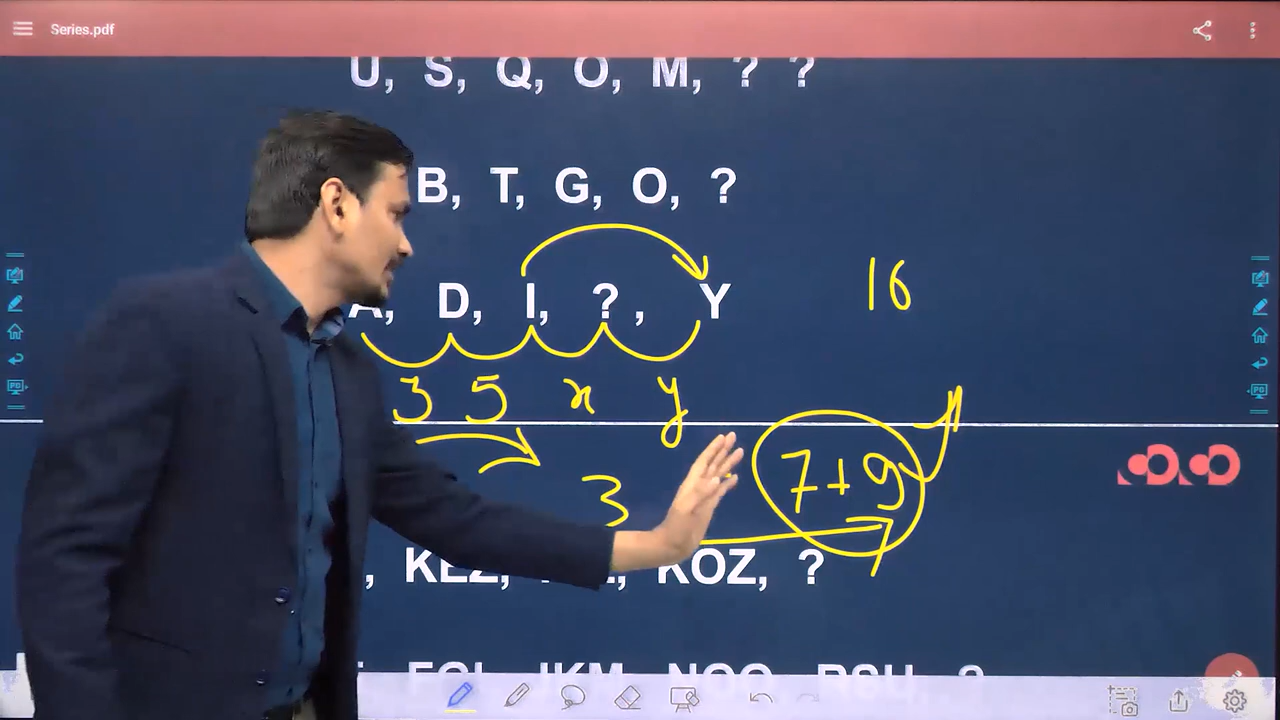 Series.pdf
U, S, Q, O, M, ? ?
B, T, G, O, ?
A, D, I, ?, Y
16
3 5 x y
7+9
3
, KEZ, KOZ, ?